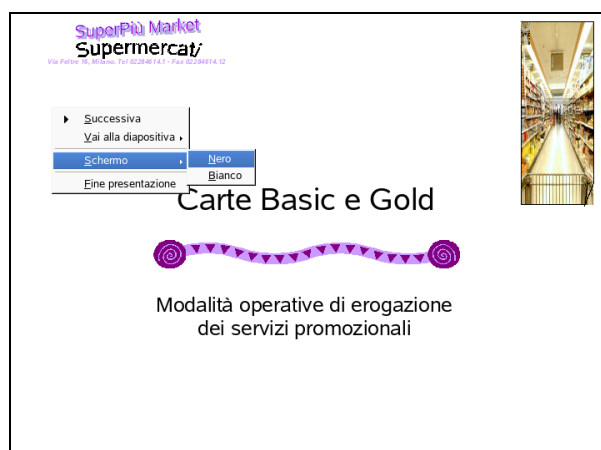 SuperPiù Market
Supermercati
Via Feltre 16, Milano. Tel 02284614.1 - Fax 02284614.12
Successiva
Vai alla diapositiva
Schermo
Nero
Bianco
Fine presentazione
Carte Basic e Gold
Modalità operative di erogazione
dei servizi promozionali